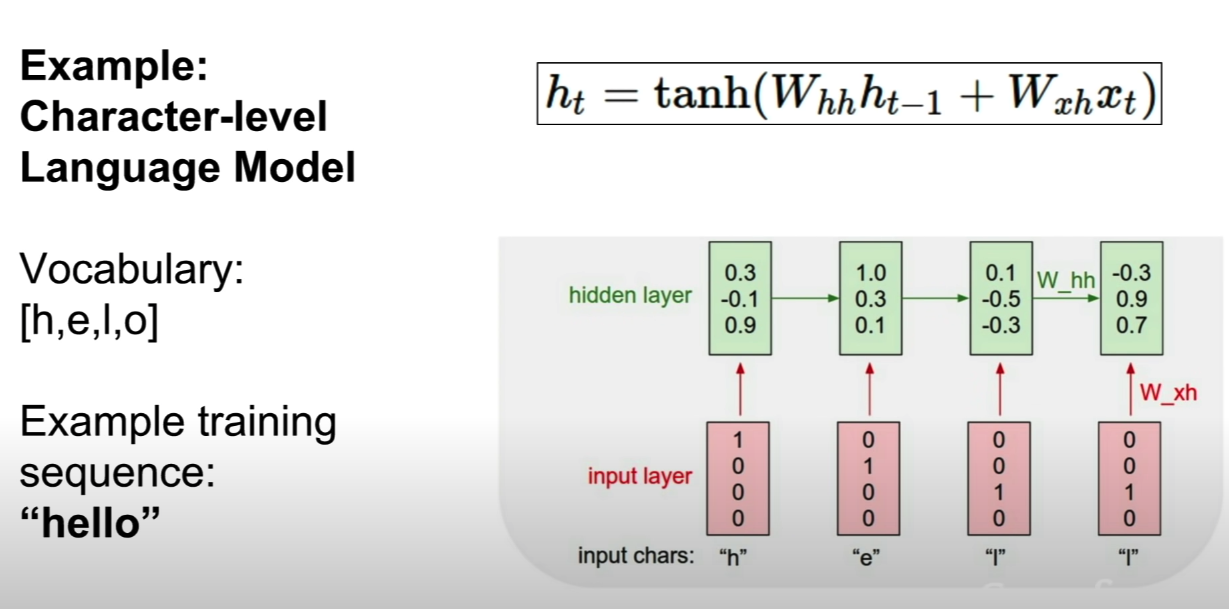 Example:
Character-level
Language Model
h_t = tanh(W_{hh}h_{t−1} + W_{xh}x_t)
Vocabulary:
[h,e,l,o]
Example training
sequence:
“hello”
hidden layer
0.3 1.0 0.1 W_hh -0.3
-0.1 0.3 -0.5 0.9
0.9 0.1 -0.3 0.7
W_xh
input layer
1 0 0 0
0 1 0 0
0 0 1 1
0 0 0 0
input chars: “h” “e” “l” “l”